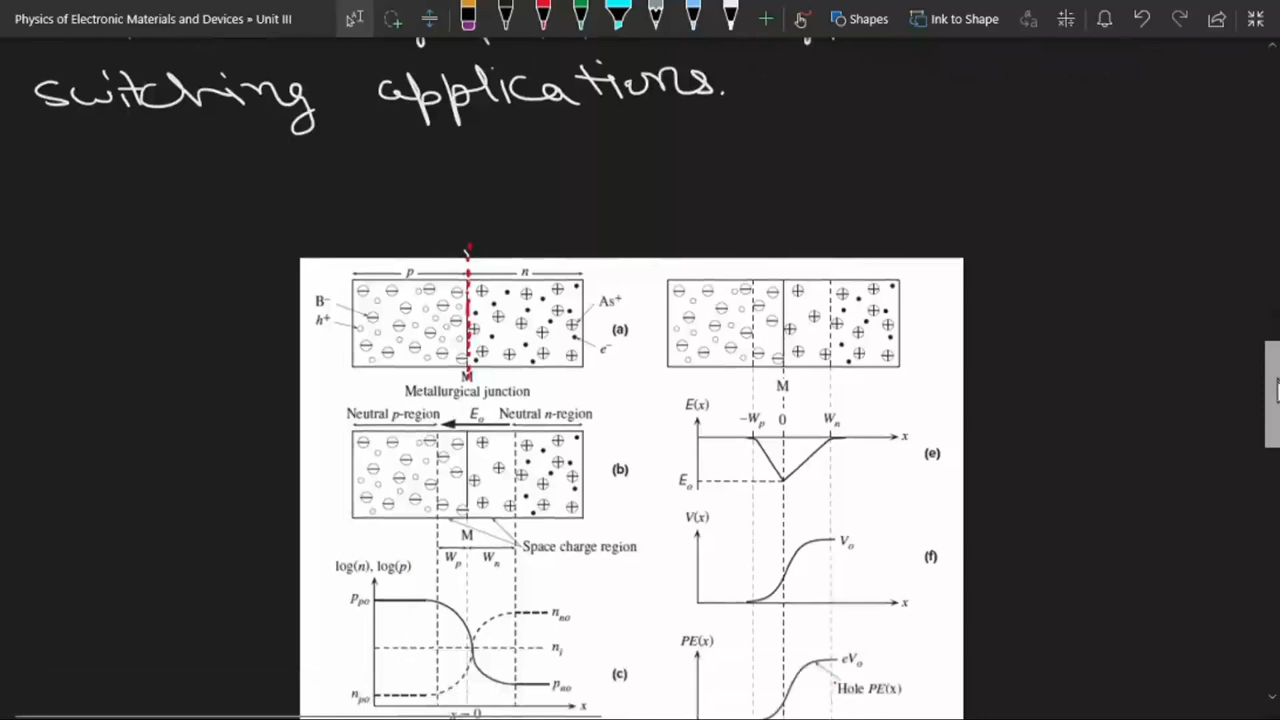 Physics of Electronic Materials and Devices » Unit III
Shapes
Ink to Shape
switching applications.
p
n
B⁻
h⁺
As⁺
(a)
e⁻
M
Metallurgical junction
Neutral p-region
Eₒ
Neutral n-region
(b)
M
Space charge region
Wₚ
Wₙ
log(n), log(p)
Pₚₒ
nₙₒ
nᵢ
(c)
pₙₒ
nₚₒ
x
x = 0
M
E(x)
−Wₚ
0
Wₙ
x
(e)
Eₒ
V(x)
Vₒ
(f)
x
PE(x)
eVₒ
Hole PE(x)